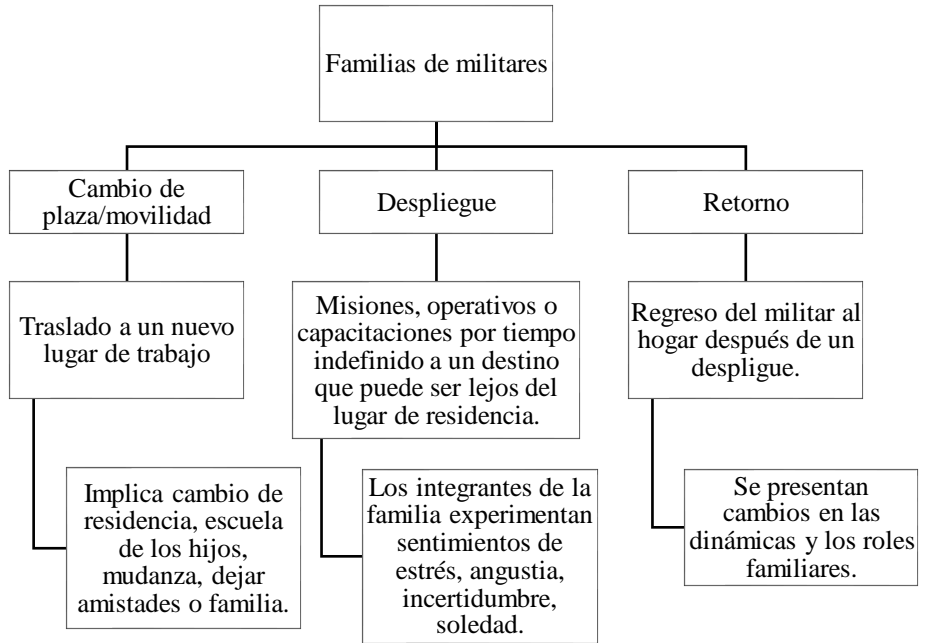 Familias de militares
Cambio de
plaza/movilidad
Despliegue
Retorno
Traslado a un nuevo
lugar de trabajo
Misiones, operativos o
capacitaciones por tiempo
indefinido a un destino
que puede ser lejos del
lugar de residencia.
Regreso del militar al
hogar después de un
despligue.
Implica cambio de
residencia, escuela
de los hijos,
mudanza, dejar
amistades o familia.
Los integrantes de la
familia experimentan
sentimientos de
estrés, angustia,
incertidumbre,
soledad.
Se presentan
cambios en las
dinámicas y los roles
familiares.